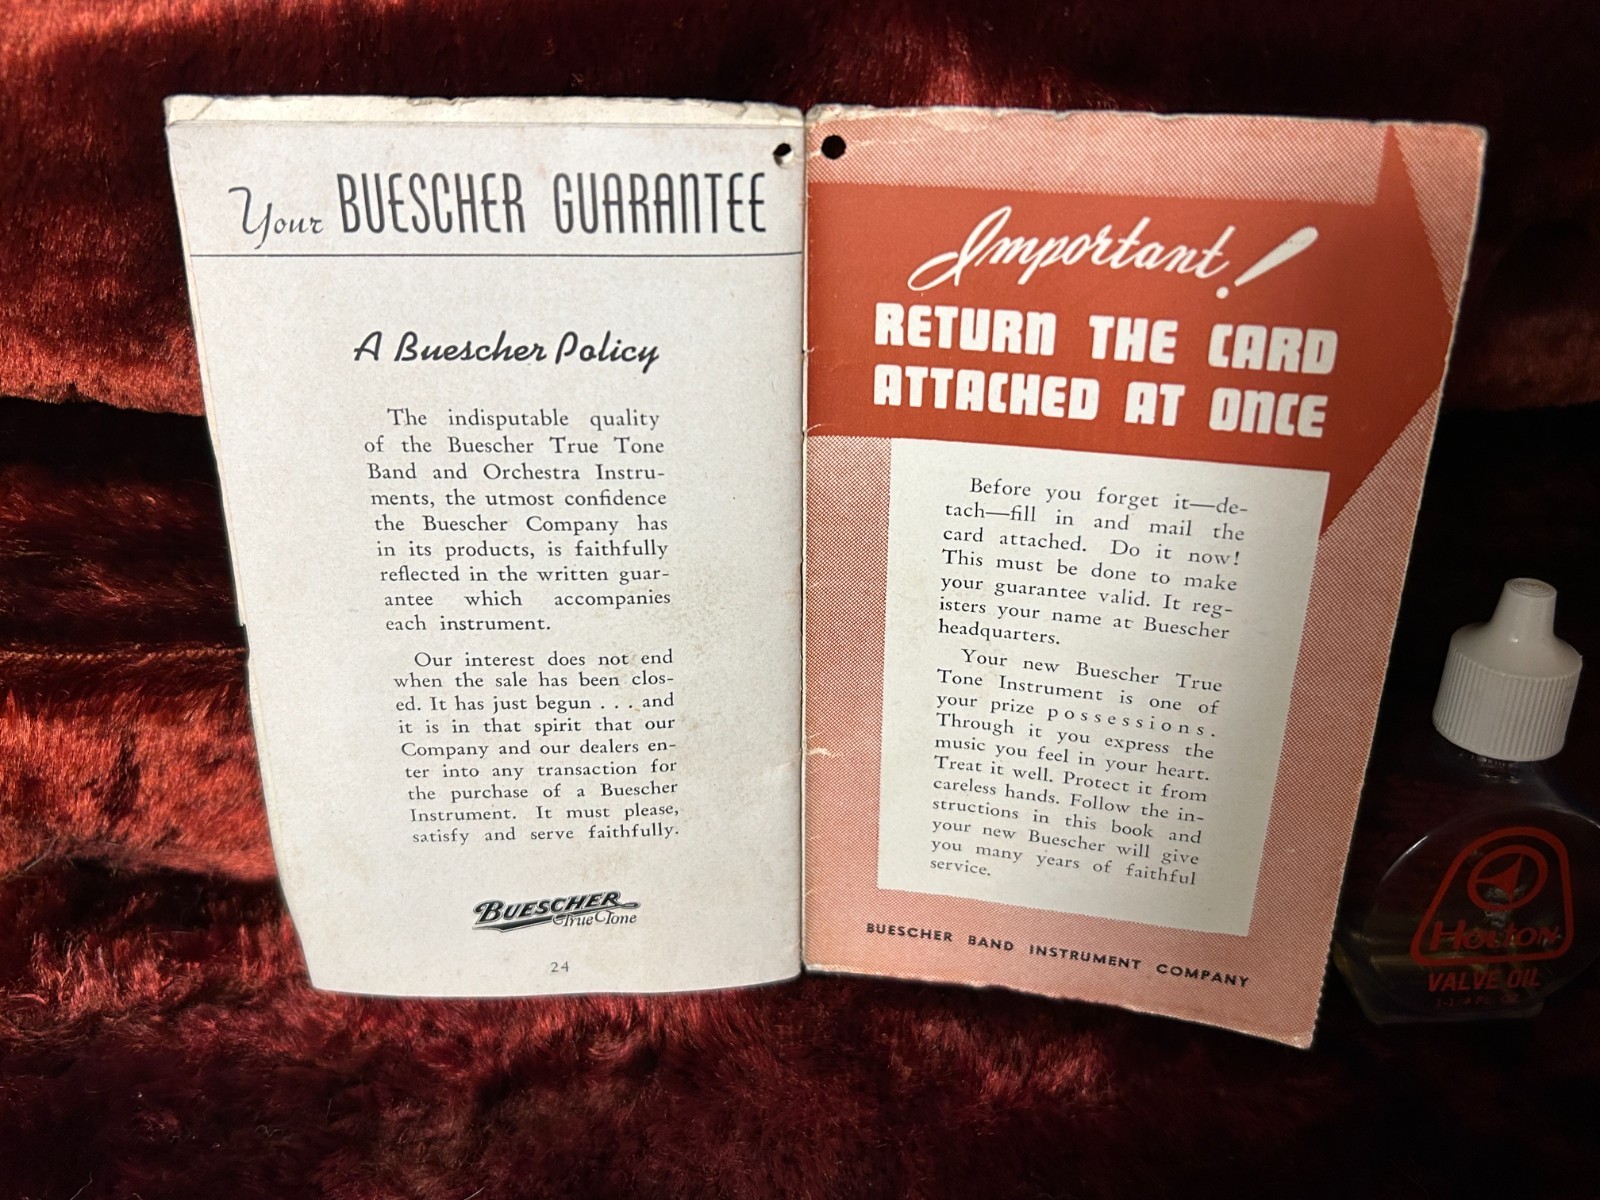 Your BUESCHER GUARANTEE
A Buescher Policy
The indisputable quality
of the Buescher True Tone
Band and Orchestra Instru-
ments, the utmost confidence
the Buescher Company has
in its products, is faithfully
reflected in the written guar-
antee which accompanies
each instrument.
Our interest does not end
when the sale has been clos-
ed. It has just begun . . . and
it is in that spirit that our
Company and our dealers en-
ter into any transaction for
the purchase of a Buescher
Instrument. It must please,
satisfy and serve faithfully.
BUESCHER
True Tone
24
Important!
RETURN THE CARD
ATTACHED AT ONCE
Before you forget it—de-
tach—fill in and mail the
card attached. Do it now!
This must be done to make
your guarantee valid. It reg-
isters your name at Buescher
headquarters.
Your new Buescher True
Tone Instrument is one of
your prize possessions.
Through it you express the
music you feel in your heart.
Treat it well. Protect it from
careless hands. Follow the in-
structions in this book and
your new Buescher will give
you many years of faithful
service.
BUESCHER BAND INSTRUMENT COMPANY
Holton
VALVE OIL
1-1/4 FL. OZ.